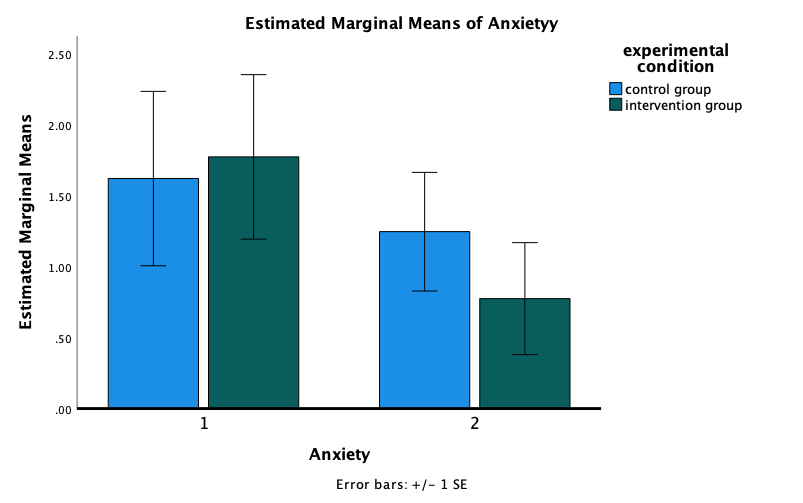 Estimated Marginal Means of Anxietyy
experimental
condition
control group
intervention group
Estimated Marginal Means
2.50
2.00
1.50
1.00
.50
.00
1
2
Anxiety
Error bars: +/- 1 SE